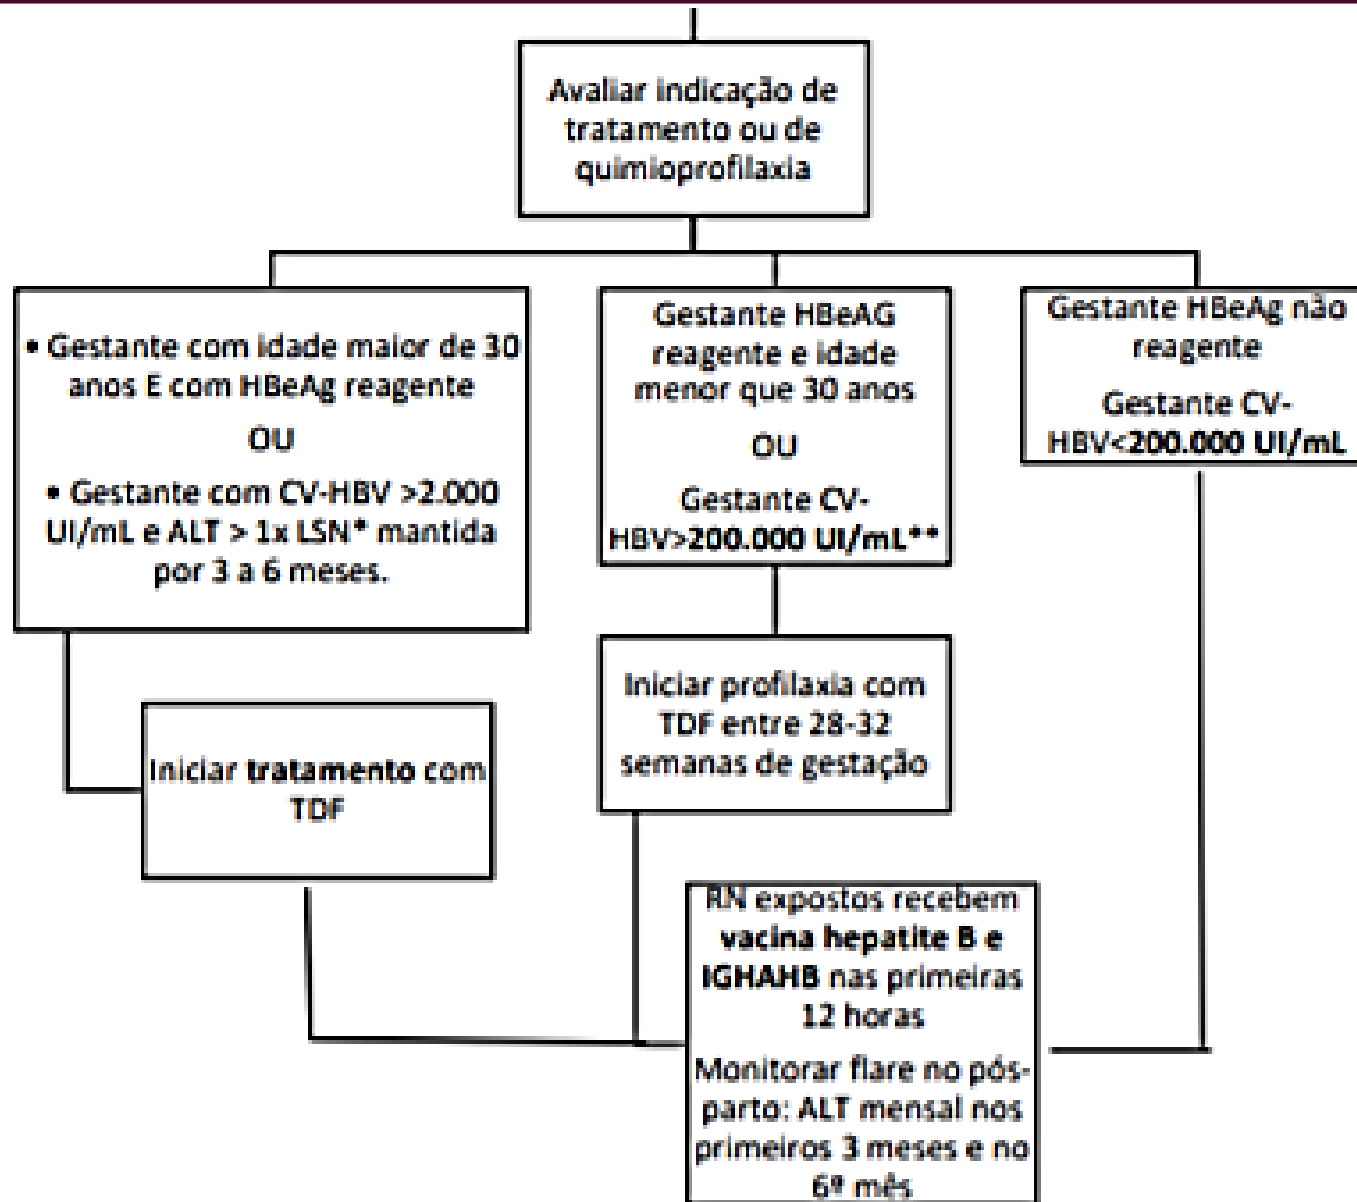 Avaliar indicação de
tratamento ou de
quimioprofilaxia
• Gestante com idade maior de 30
anos E com HBeAg reagente
OU
• Gestante com CV-HBV >2.000
UI/mL e ALT > 1x LSN* mantida
por 3 a 6 meses.
Gestante HBeAG
reagente e idade
menor que 30 anos
OU
Gestante CV-
HBV>200.000 UI/mL**
Gestante HBeAg não
reagente
Gestante CV-
HBV<200.000 UI/mL
Iniciar tratamento com
TDF
Iniciar profilaxia com
TDF entre 28-32
semanas de gestação
RN expostos recebem
vacina hepatite B e
IGHAHB nas primeiras
12 horas
Monitorar flare no pós-
parto: ALT mensal nos
primeiros 3 meses e no
6º mês